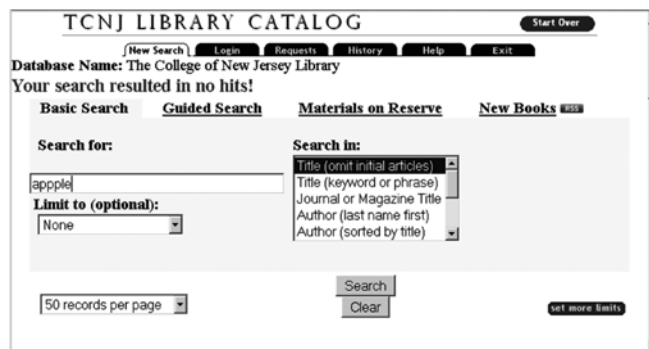 TCNJ LIBRARY CATALOG
Start Over
New Search Login Requests History Help Exit
Database Name: The College of New Jersey Library
Your search resulted in no hits!
Basic Search Guided Search Materials on Reserve New Books RSS
Search for: Search in:
appple
Title (omit initial articles)
Title (keyword or phrase)
Journal or Magazine Title
Author (last name first)
Author (sorted by title)
Limit to (optional):
None
Search
50 records per page
Clear
set more limits